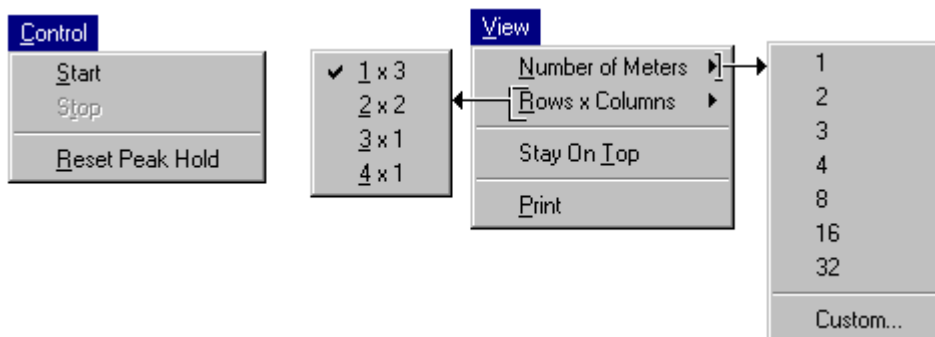 Control
Start
Stop
Reset Peak Hold
1 x 3
2 x 2
3 x 1
4 x 1
View
Number of Meters
Rows x Columns
Stay On Top
Print
1
2
3
4
8
16
32
Custom...